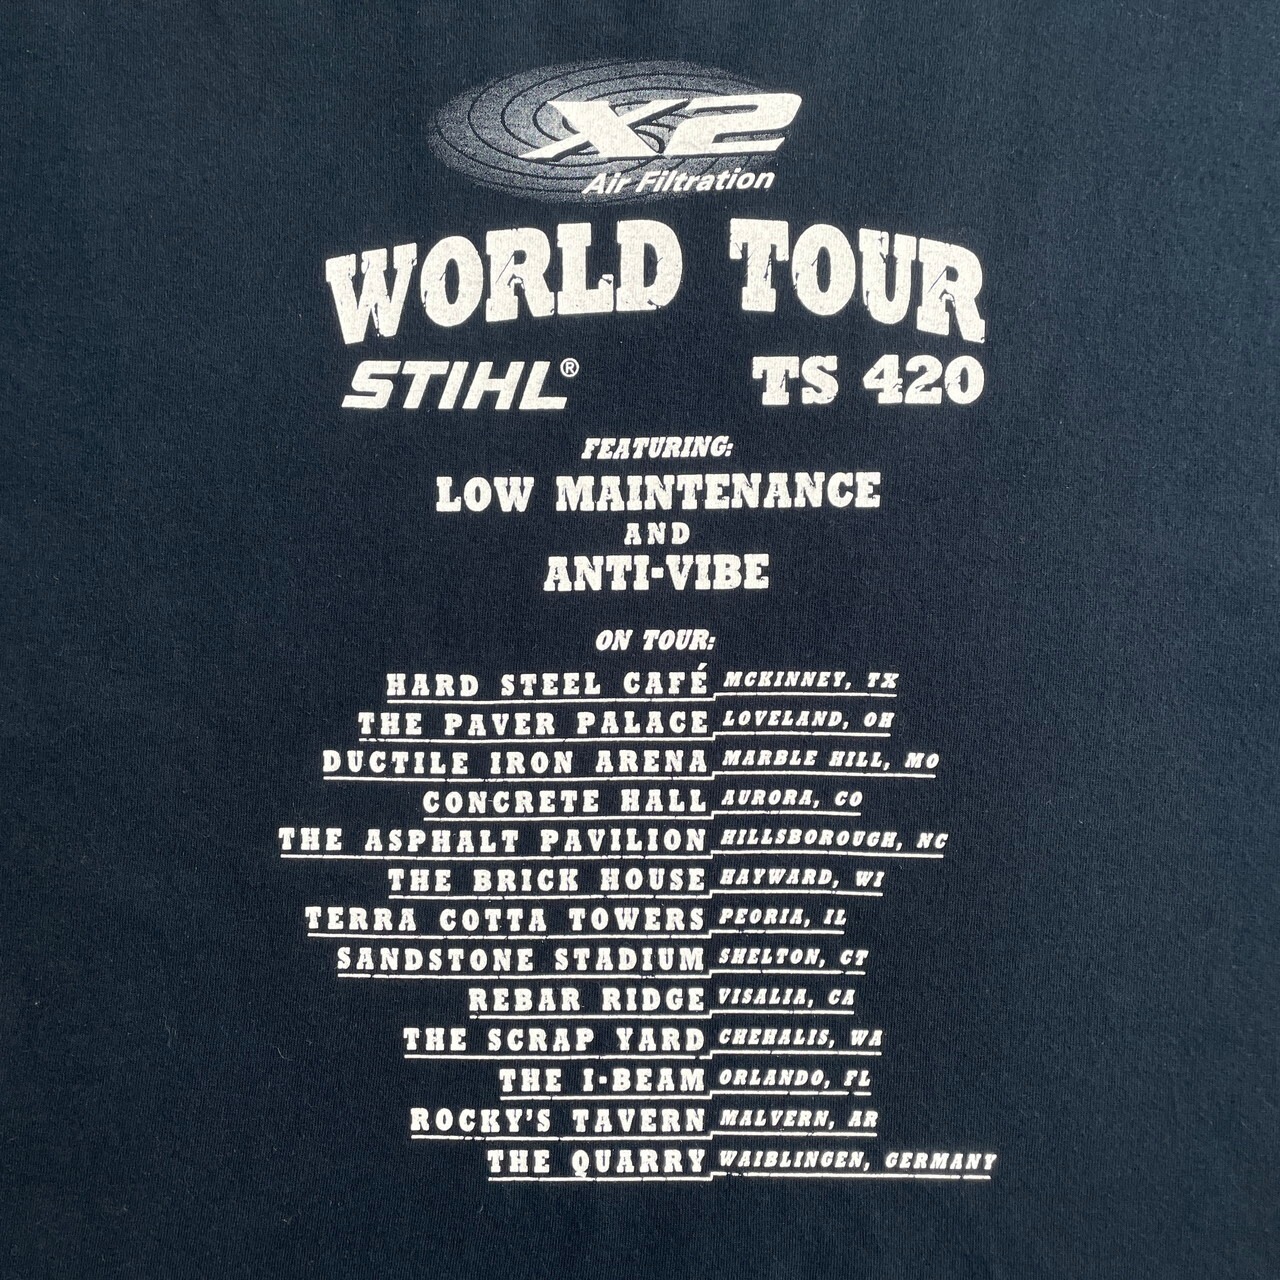 X2
Air Filtration
WORLD TOUR
STIHL® TS 420
FEATURING:
LOW MAINTENANCE
AND
ANTI-VIBE
ON TOUR:
HARD STEEL CAFÉ MCKINNEY, TX
THE PAVER PALACE LOVELAND, OH
DUCTILE IRON ARENA MARBLE HILL, MO
CONCRETE HALL AURORA, CO
THE ASPHALT PAVILION HILLSBOROUGH, NC
THE BRICK HOUSE HAYWARD, WI
TERRA COTTA TOWERS PEORIA, IL
SANDSTONE STADIUM SHELTON, CT
REBAR RIDGE VISALIA, CA
THE SCRAP YARD CHEHALIS, WA
THE I-BEAM ORLANDO, FL
ROCKY'S TAVERN MALVERN, AR
THE QUARRY WAIBLINGEN, GERMANY